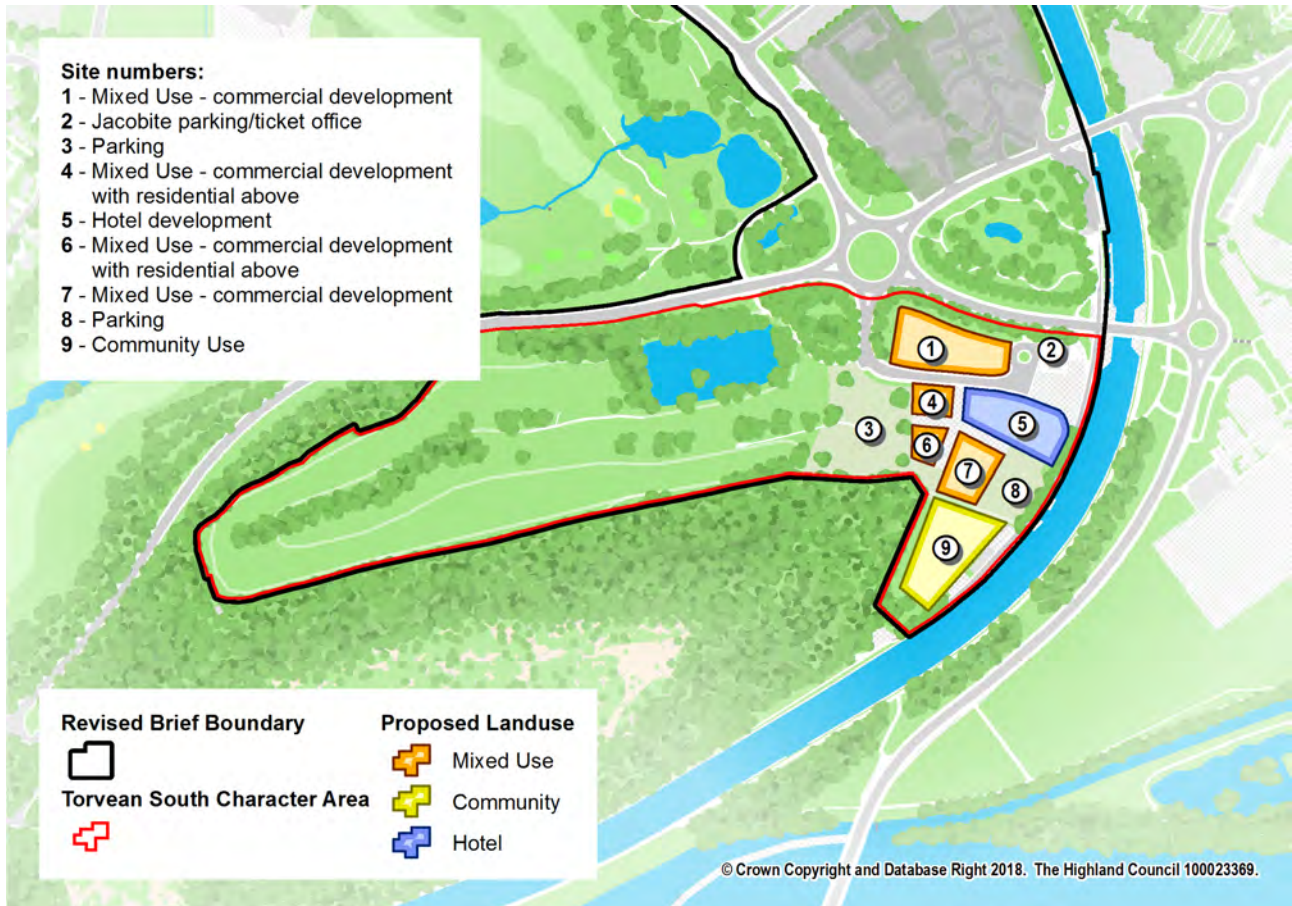 Site numbers:
1 - Mixed Use - commercial development
2 - Jacobite parking/ticket office
3 - Parking
4 - Mixed Use - commercial development
with residential above
5 - Hotel development
6 - Mixed Use - commercial development
with residential above
7 - Mixed Use - commercial development
8 - Parking
9 - Community Use
1
2
3
4
5
6
7
8
9
Revised Brief Boundary
Torvean South Character Area
Proposed Landuse
Mixed Use
Community
Hotel
© Crown Copyright and Database Right 2018. The Highland Council 100023369.